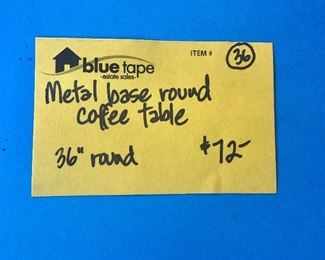 blue tape
-estate sales-
ITEM # 36
Metal base round
coffee table
36" round $72-